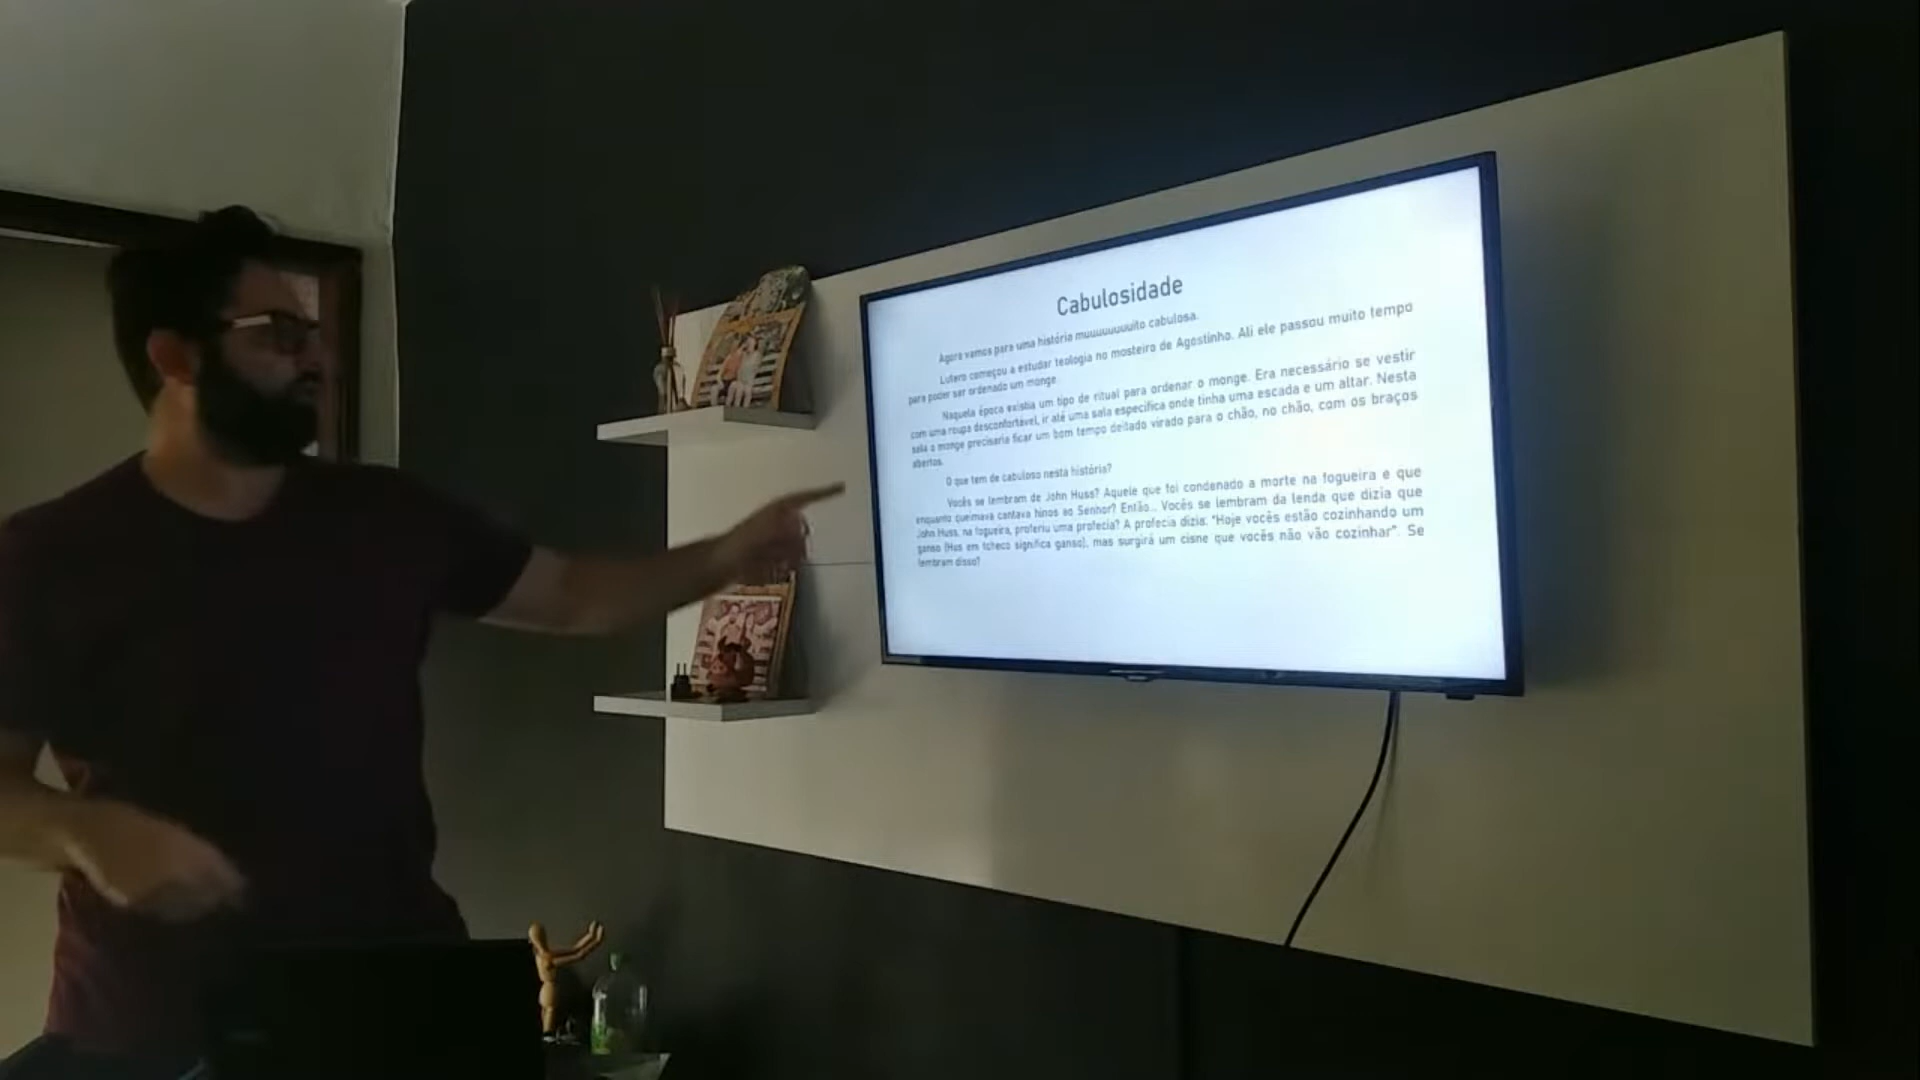 Cabulosidade
Agora vamos para uma história muuuuuuuuito cabulosa.
Lutero começou a estudar teologia no mosteiro de Agostinho. Ali ele passou muito tempo
para poder ser ordenado um monge.
Naquela época existia um tipo de ritual para ordenar o monge. Era necessário se vestir
com uma roupa desconfortável, ir até uma sala específica onde tinha uma escada e um altar. Nesta
sala o monge precisaria ficar um bom tempo deitado virado para o chão, no chão, com os braços
abertos.
O que tem de cabuloso nesta história?
Vocês se lembram de John Huss? Aquele que foi condenado a morte na fogueira e que
enquanto queimava cantava hinos ao Senhor? Então... Vocês se lembram da lenda que dizia que
John Huss, na fogueira, proferiu uma profecia? A profecia dizia: "Hoje vocês estão cozinhando um
ganso (Hus em tcheco significa ganso), mas surgirá um cisne que vocês não vão cozinhar". Se
lembram disso?